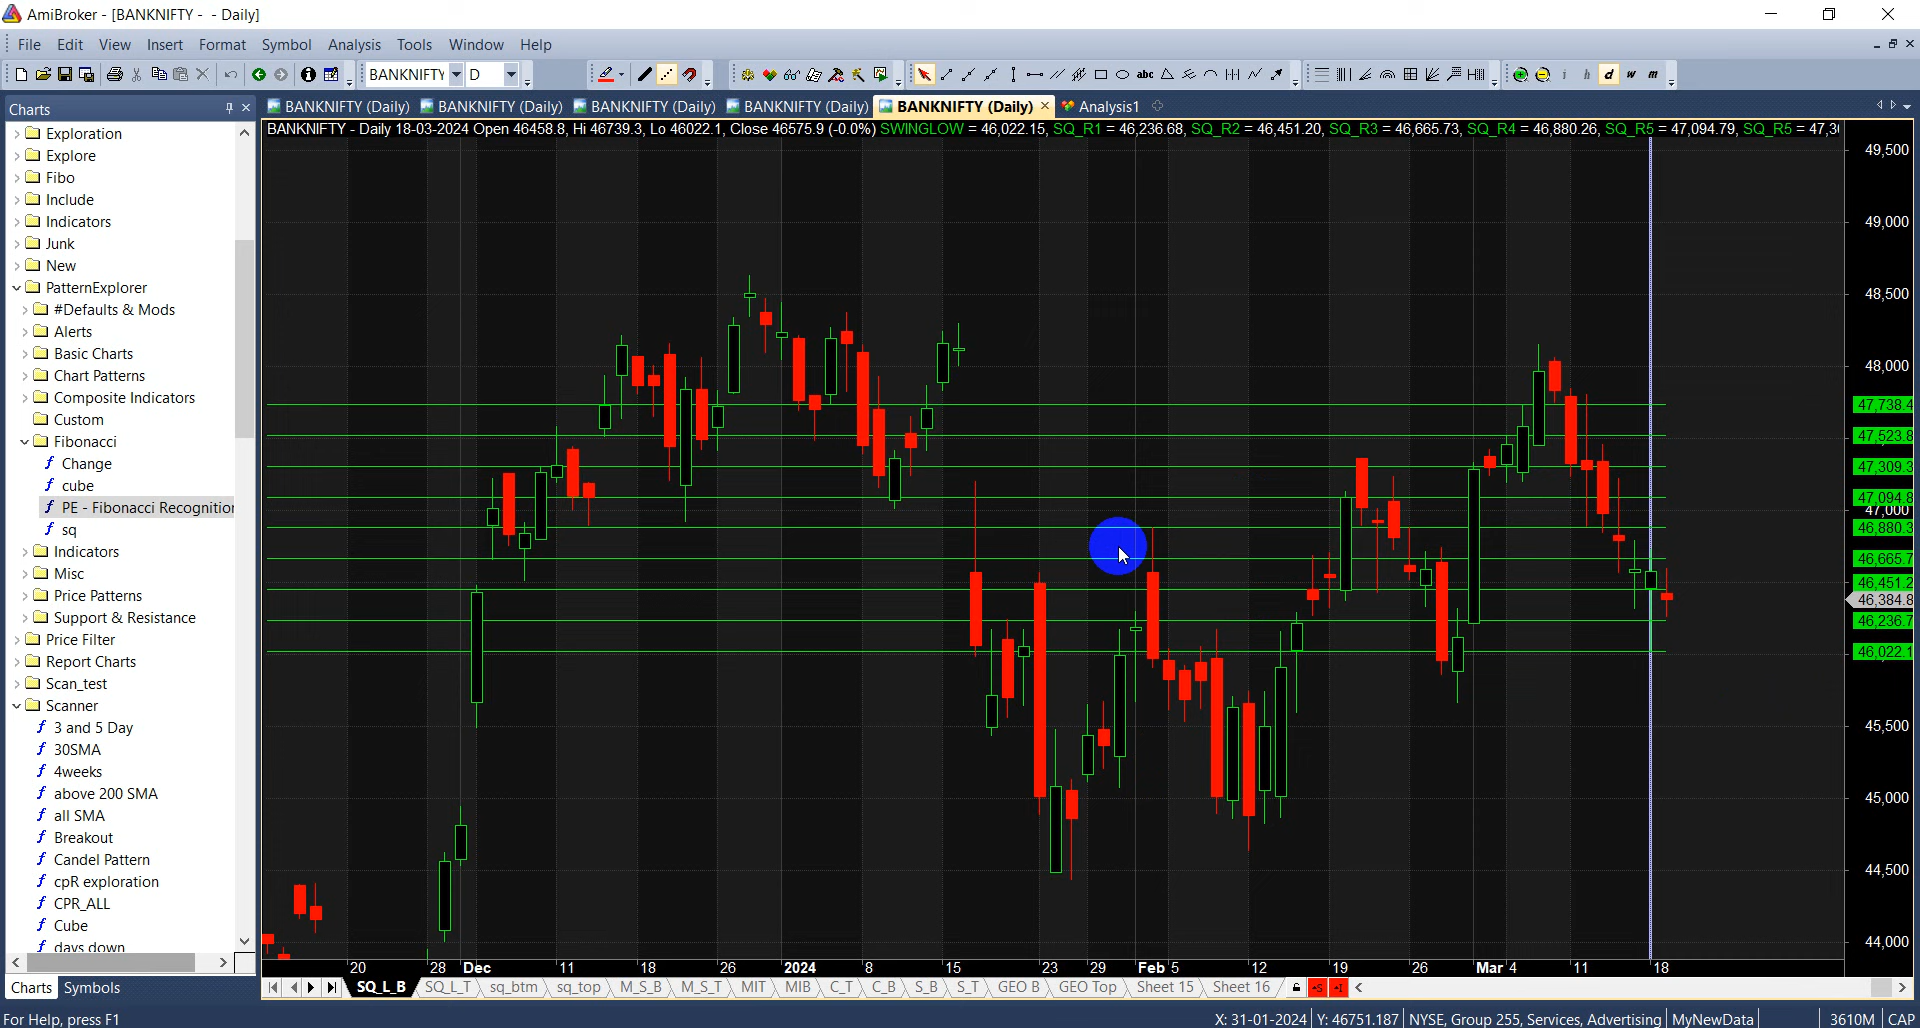 AmiBroker - [BANKNIFTY -  - Daily]
File Edit View Insert Format Symbol Analysis Tools Window Help
BANKNIFTY D abc i h d w m
Charts BANKNIFTY (Daily) BANKNIFTY (Daily) BANKNIFTY (Daily) BANKNIFTY (Daily) BANKNIFTY (Daily) Analysis1
BANKNIFTY - Daily 18-03-2024 Open 46458.8, Hi 46739.3, Lo 46022.1, Close 46575.9 (-0.0%) SWINGLOW = 46,022.15, SQ_R1 = 46,236.68, SQ_R2 = 46,451.20, SQ_R3 = 46,665.73, SQ_R4 = 46,880.26, SQ_R5 = 47,094.79, SQ_R5 = 47,3
Exploration
Explore
Fibo
Include
Indicators
Junk
New
PatternExplorer
#Defaults & Mods
Alerts
Basic Charts
Chart Patterns
Composite Indicators
Custom
Fibonacci
Change
cube
PE - Fibonacci Recognition
sq
Indicators
Misc
Price Patterns
Support & Resistance
Price Filter
Report Charts
Scan_test
Scanner
3 and 5 Day
30SMA
4weeks
above 200 SMA
all SMA
Breakout
Candel Pattern
cpR exploration
CPR_ALL
Cube
days down
49,500
49,000
48,500
48,000
47,738.4
47,523.8
47,309.3
47,094.8
47,000
46,880.3
46,665.7
46,451.2
46,384.8
46,236.7
46,022.1
45,500
45,000
44,500
44,000
20 28 Dec 11 18 26 2024 8 15 23 29 Feb 5 12 19 26 Mar 4 11 18
Charts Symbols SQ_L_B SQ_L_T sq_btm sq_top M_S_B M_S_T MIT MIB C_T C_B S_B S_T GEO B GEO Top Sheet 15 Sheet 16
For Help, press F1 X: 31-01-2024 Y: 46751.187 NYSE, Group 255, Services, Advertising MyNewData 3610M CAP